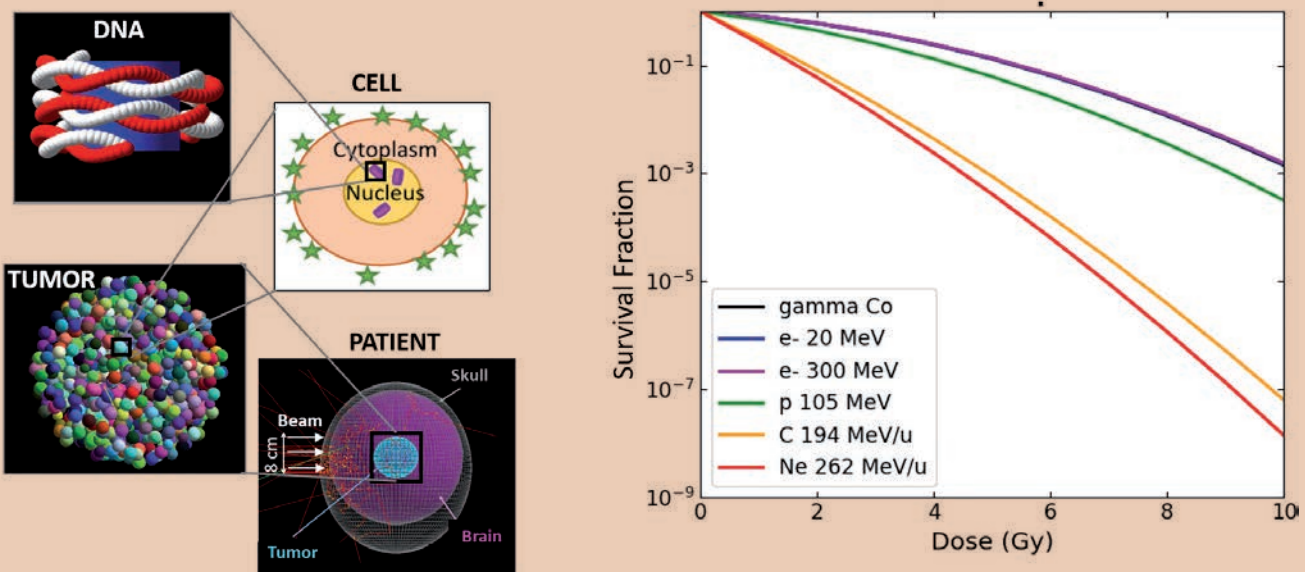 DNA
CELL
Cytoplasm
Nucleus
TUMOR
PATIENT
Skull
Beam
8 cm
Brain
Tumor
Survival Fraction
10⁻¹
10⁻³
10⁻⁵
10⁻⁷
10⁻⁹
gamma Co
e- 20 MeV
e- 300 MeV
p 105 MeV
C 194 MeV/u
Ne 262 MeV/u
0 2 4 6 8 10
Dose (Gy)